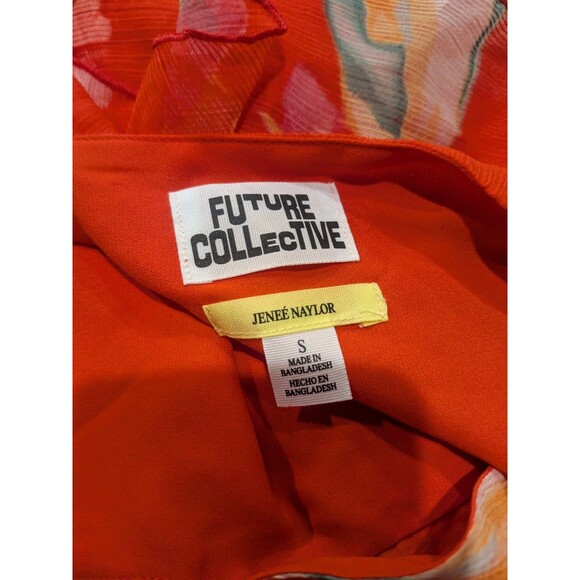 FUTURE
COLLECTIVE
JENEÉ NAYLOR
S
MADE IN
BANGLADESH
HECHO EN
BANGLADESH